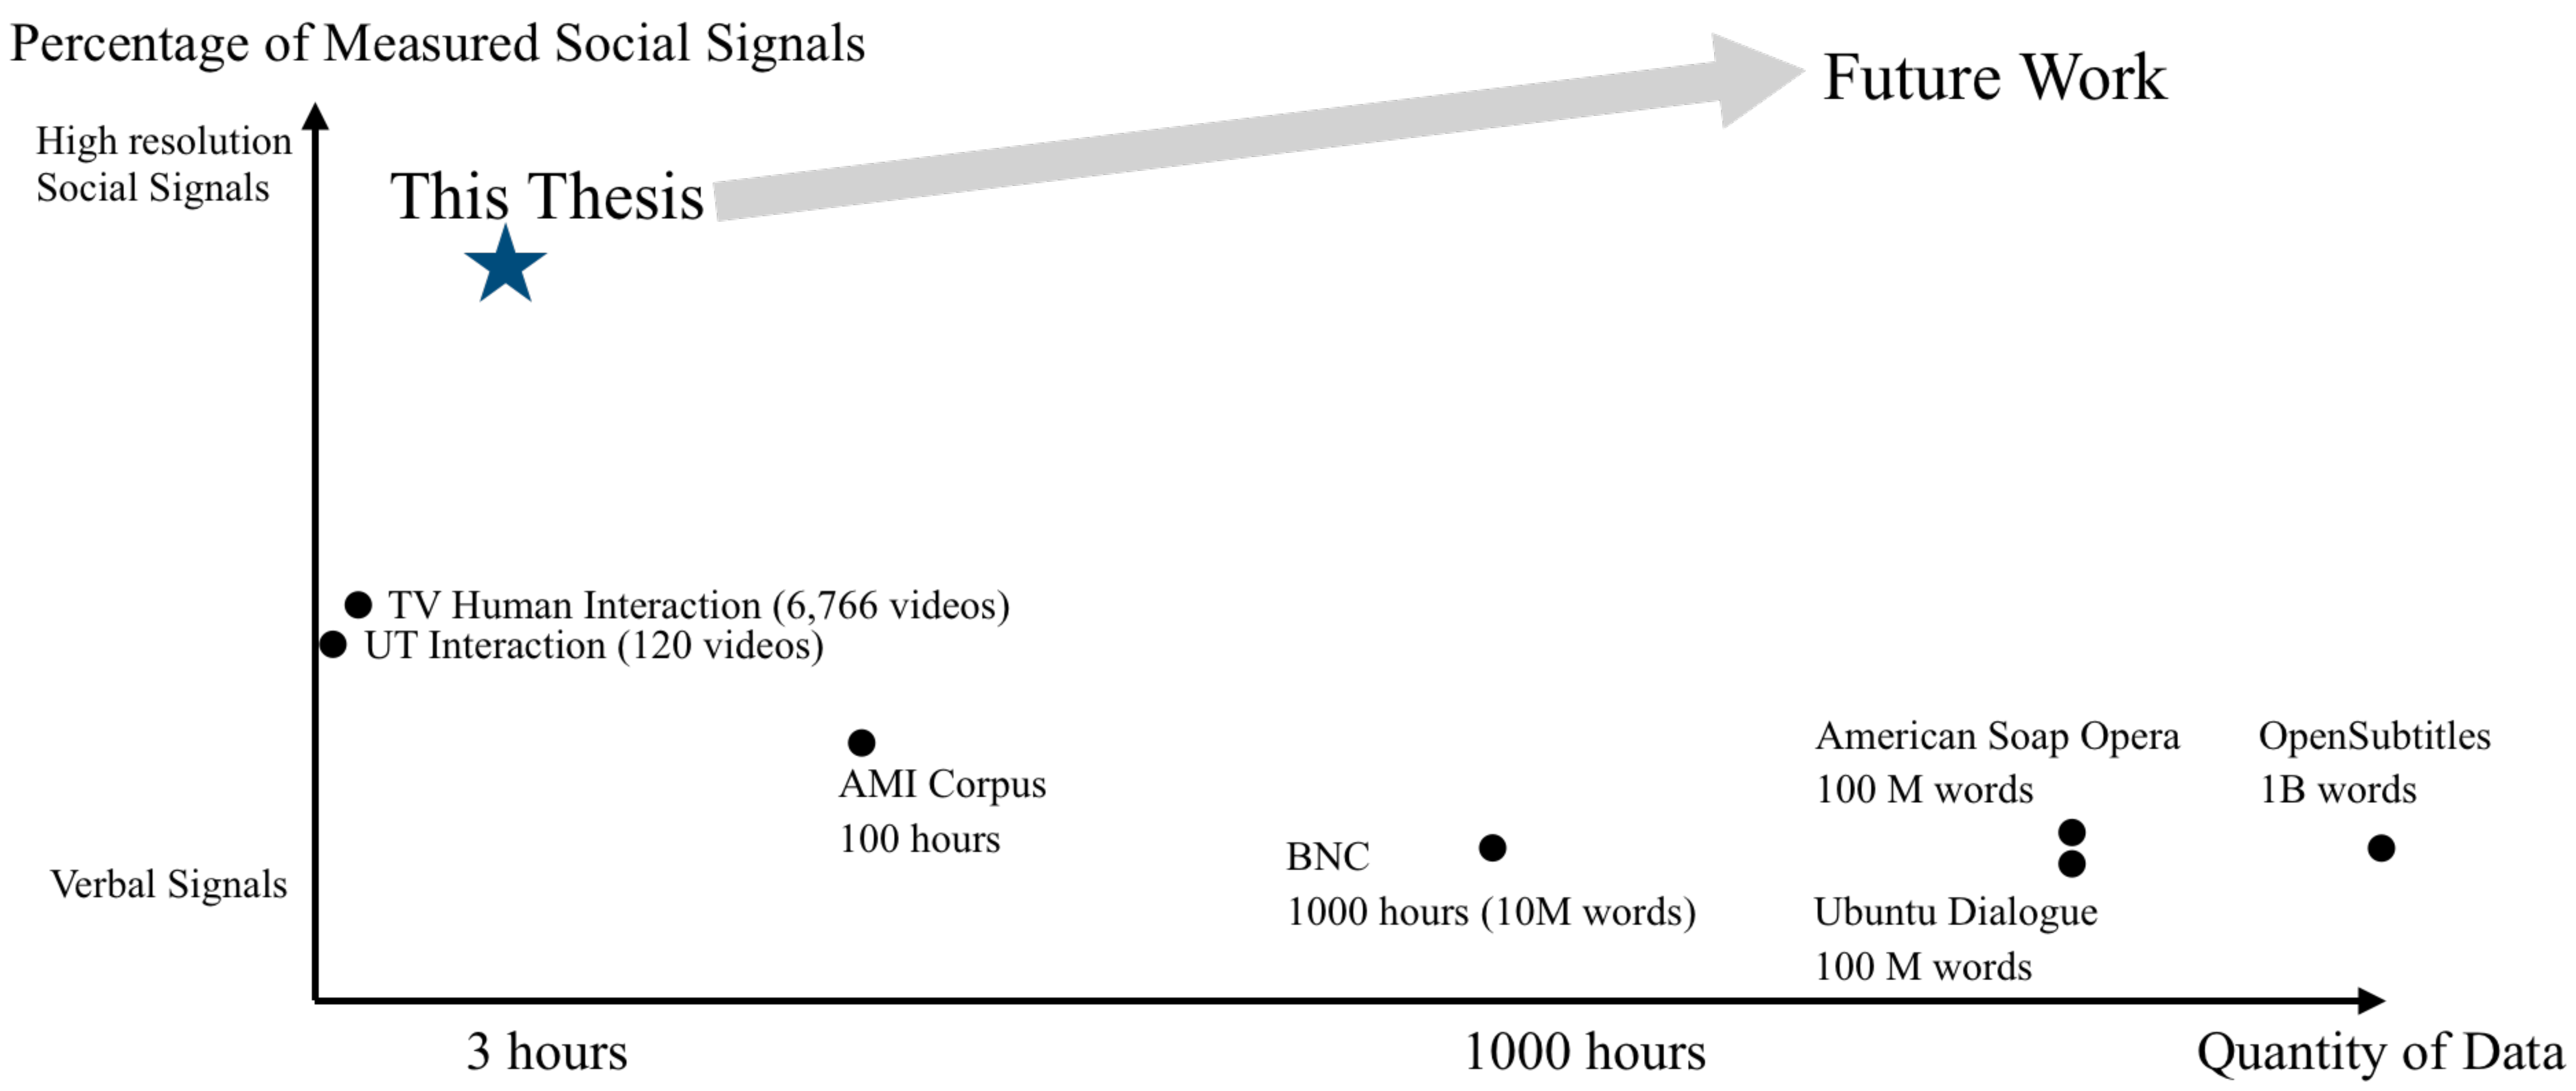 Percentage of Measured Social Signals
Future Work
High resolution
Social Signals
This Thesis
TV Human Interaction (6,766 videos)
UT Interaction (120 videos)
AMI Corpus
100 hours
American Soap Opera
100 M words
OpenSubtitles
1B words
BNC
1000 hours (10M words)
Verbal Signals
Ubuntu Dialogue
100 M words
3 hours
1000 hours
Quantity of Data